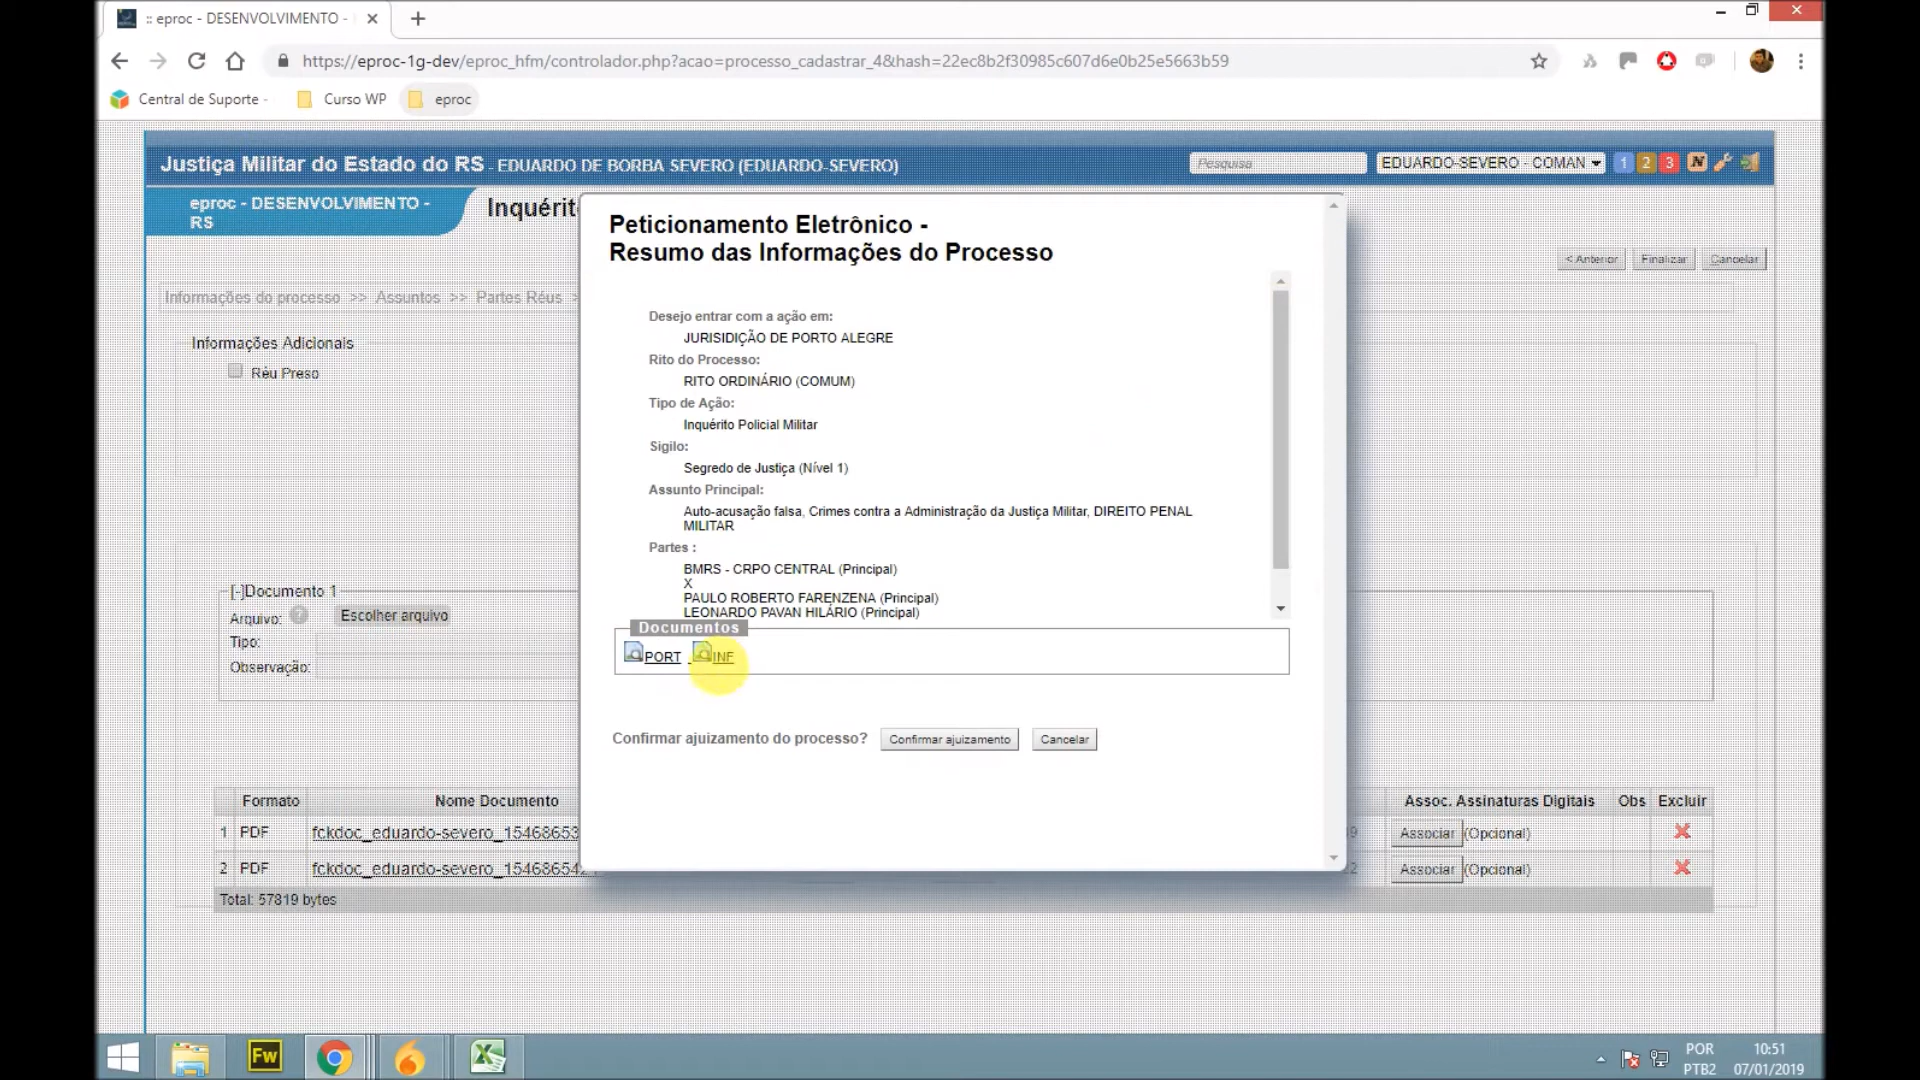 :: eproc - DESENVOLVIMENTO -
https://eproc-1g-dev/eproc_hfm/controlador.php?acao=processo_cadastrar_4&hash=22ec8b2f30985c607d6e0b25e5663b59
Central de Suporte -
Curso WP
eproc
Justiça Militar do Estado do RS - EDUARDO DE BORBA SEVERO (EDUARDO-SEVERO)
Pesquisa
EDUARDO-SEVERO - COMAN
1 2 3 N
eproc - DESENVOLVIMENTO -
RS
Inquérit
Peticionamento Eletrônico -
Resumo das Informações do Processo
< Anterior
Finalizar
Cancelar
Informações do processo >> Assuntos >> Partes Réus >
Informações Adicionais
Réu Preso
Desejo entrar com a ação em:
JURISIDIÇÃO DE PORTO ALEGRE
Rito do Processo:
RITO ORDINÁRIO (COMUM)
Tipo de Ação:
Inquérito Policial Militar
Sigilo:
Segredo de Justiça (Nível 1)
Assunto Principal:
Auto-acusação falsa, Crimes contra a Administração da Justiça Militar, DIREITO PENAL
MILITAR
Partes :
BMRS - CRPO CENTRAL (Principal)
X
PAULO ROBERTO FARENZENA (Principal)
LEONARDO PAVAN HILÁRIO (Principal)
Documentos
PORT INF
Confirmar ajuizamento do processo?
Confirmar ajuizamento
Cancelar
[-]Documento 1
Arquivo: ?
Escolher arquivo
Tipo:
Observação:
Formato Nome Documento Assoc. Assinaturas Digitais Obs Excluir
1 PDF fckdoc_eduardo-severo_15468653 Associar (Opcional)
2 PDF fckdoc_eduardo-severo_154686542 Associar (Opcional)
Total: 57819 bytes
Fw
POR
PTB2
10:51
07/01/2019